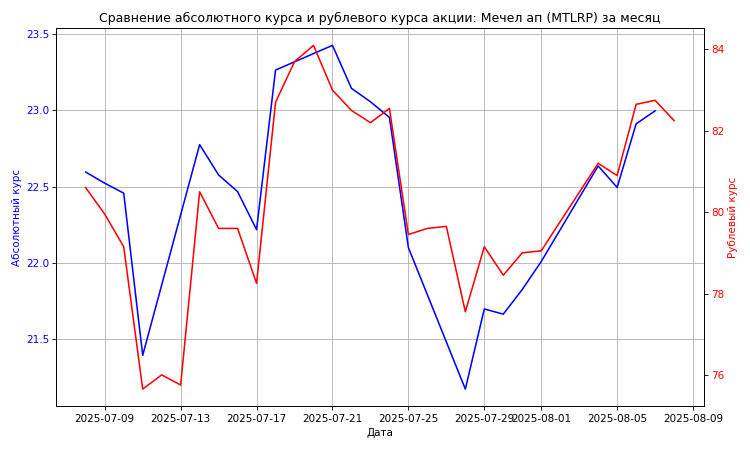 Сравнение абсолютного курса и рублевого курса акции: Мечел ап (MTLRP) за месяц
23.5
23.0
22.5
22.0
21.5
Абсолютный курс
84
82
80
78
76
Рублевый курс
2025-07-09 2025-07-13 2025-07-17 2025-07-21 2025-07-25 2025-07-29 2025-08-01 2025-08-05 2025-08-09
Дата